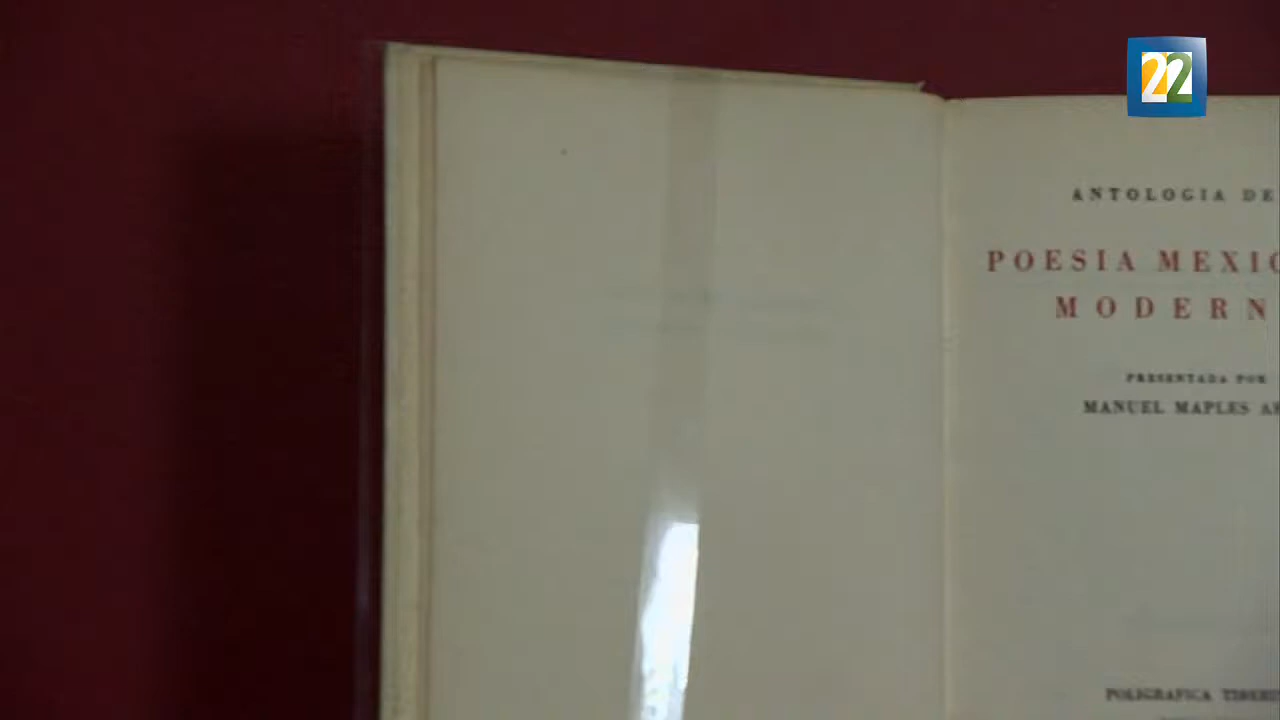 22
ANTOLOGIA DE
POESIA MEXIC
MODERN
PRESENTADA POR
MANUEL MAPLES AR
POLIGRAFICA TIBERI